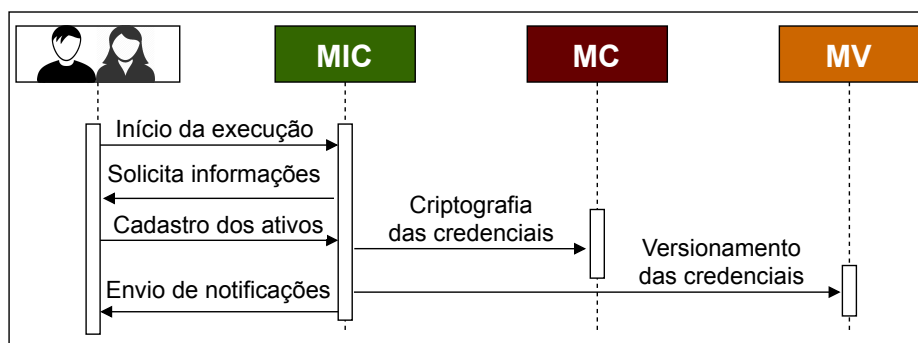 MIC
MC
MV
Início da execução
Solicita informações
Cadastro dos ativos
Criptografia
das credenciais
Versionamento
das credenciais
Envio de notificações